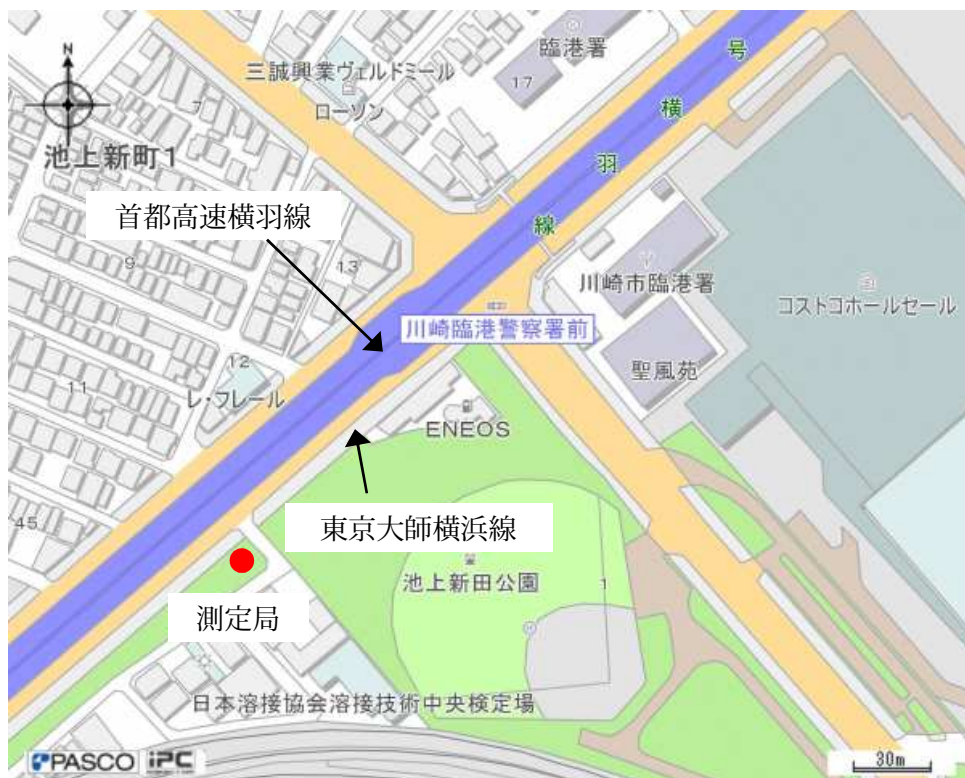 臨港署
17
号
三誠興業ヴェルドミール
ローソン
横
N
7
池上新町1
羽
首都高速横羽線
線
9
13
川崎市臨港署
コストコホールセール
川崎臨港警察署前
12
聖風苑
11
レ・フレール
ENEOS
東京大師横浜線
45
池上新田公園
1
測定局
日本溶接協会溶接技術中央検定場
PASCO iPC
30m